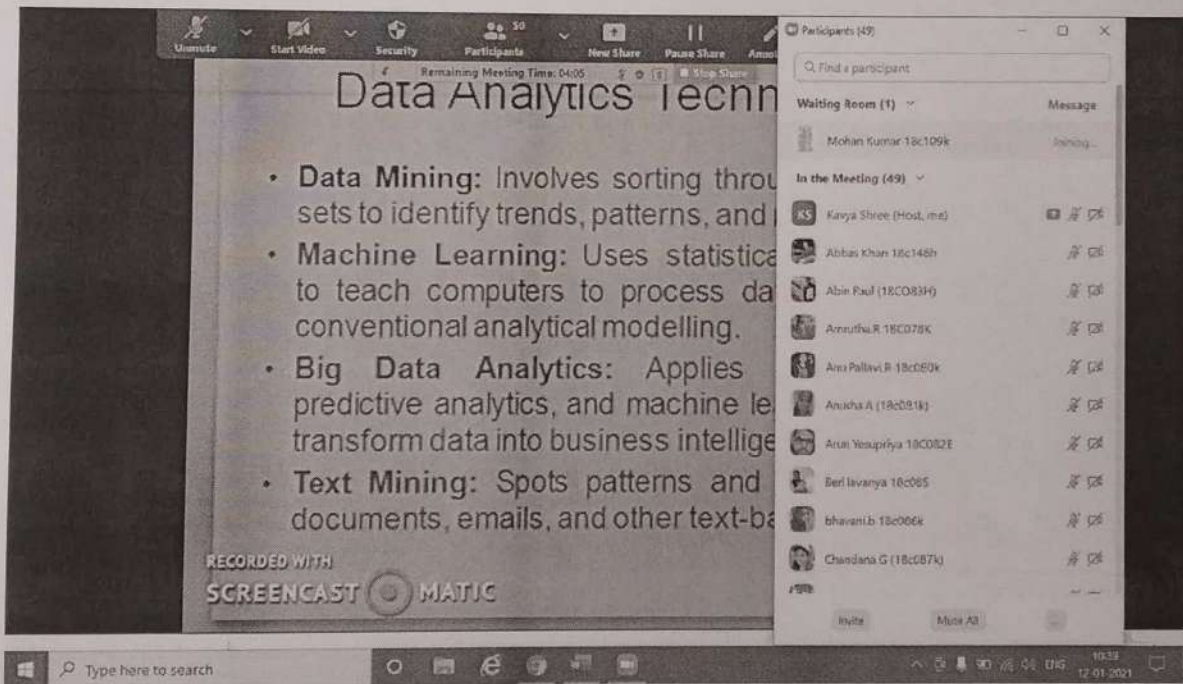 Unmute
Start Video
Security
Participants
50
New Share
Pause Share
Remaining Meeting Time: 04:05
Stop Share
Data Analytics Techn
• Data Mining: Involves sorting throu
sets to identify trends, patterns, and
• Machine Learning: Uses statistica
to teach computers to process da
conventional analytical modelling.
• Big Data Analytics: Applies
predictive analytics, and machine le
transform data into business intellige
• Text Mining: Spots patterns and
documents, emails, and other text-ba
RECORDED WITH
SCREENCAST MATIC
Participants (49)
Find a participant
Waiting Room (1)
Message
Mohan Kumar 18c109k
Joining...
In the Meeting (49)
KS
Kavya Shree (Host, me)
Abbas Khan 18c148h
Abin Paul (18CO83H)
Amrutha.R 18C078K
Anu Pallavi.R 18c080k
Anusha A (18c081k)
Arun Yesupriya 18C082E
Berl lavanya 18c085
bhavani.b 18c086k
Chandana G (18c087k)
Invite
Mute All
...
Type here to search
ENG
10:39
12-01-2021